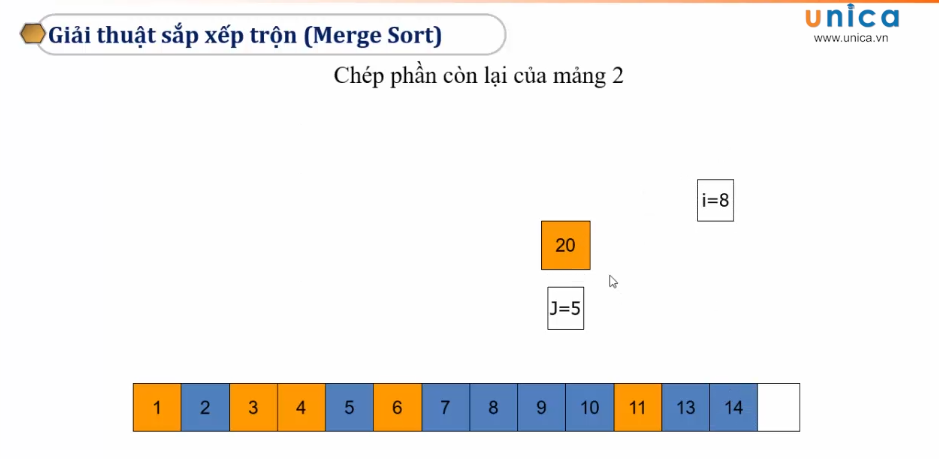 unica
www.unica.vn
Giải thuật sắp xếp trộn (Merge Sort)
Chép phần còn lại của mảng 2
i=8
20
J=5
1 2 3 4 5 6 7 8 9 10 11 13 14